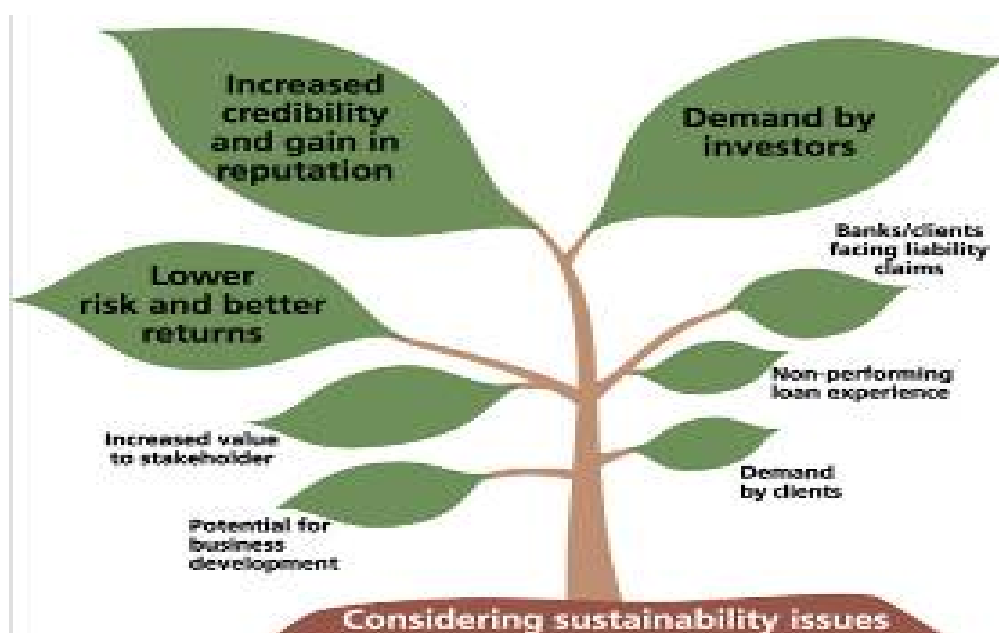 Increased
credibility
and gain in
reputation
Demand by
investors
Banks/clients
facing liability
claims
Lower
risk and better
returns
Non-performing
loan experience
Increased value
to stakeholder
Demand
by clients
Potential for
business
development
Considering sustainability issues